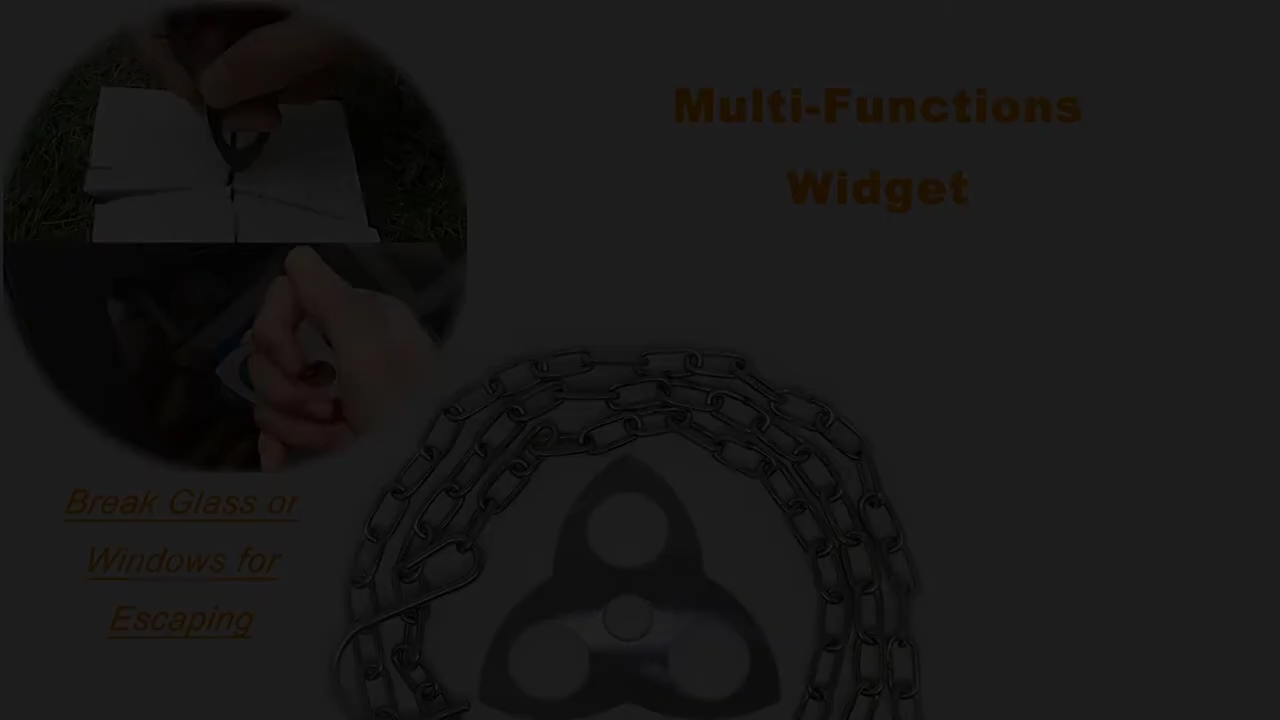 Multi-Functions
Widget
Break Glass or
Windows for
Escaping